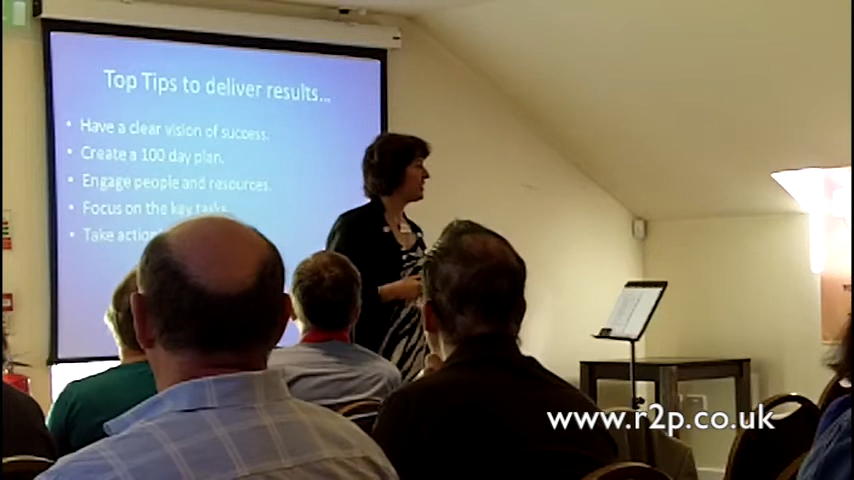 Top Tips to deliver results...
• Have a clear vision of success.
• Create a 100 day plan.
• Engage people and resources.
• Focus on the key tasks.
• Take action!
www.r2p.co.uk